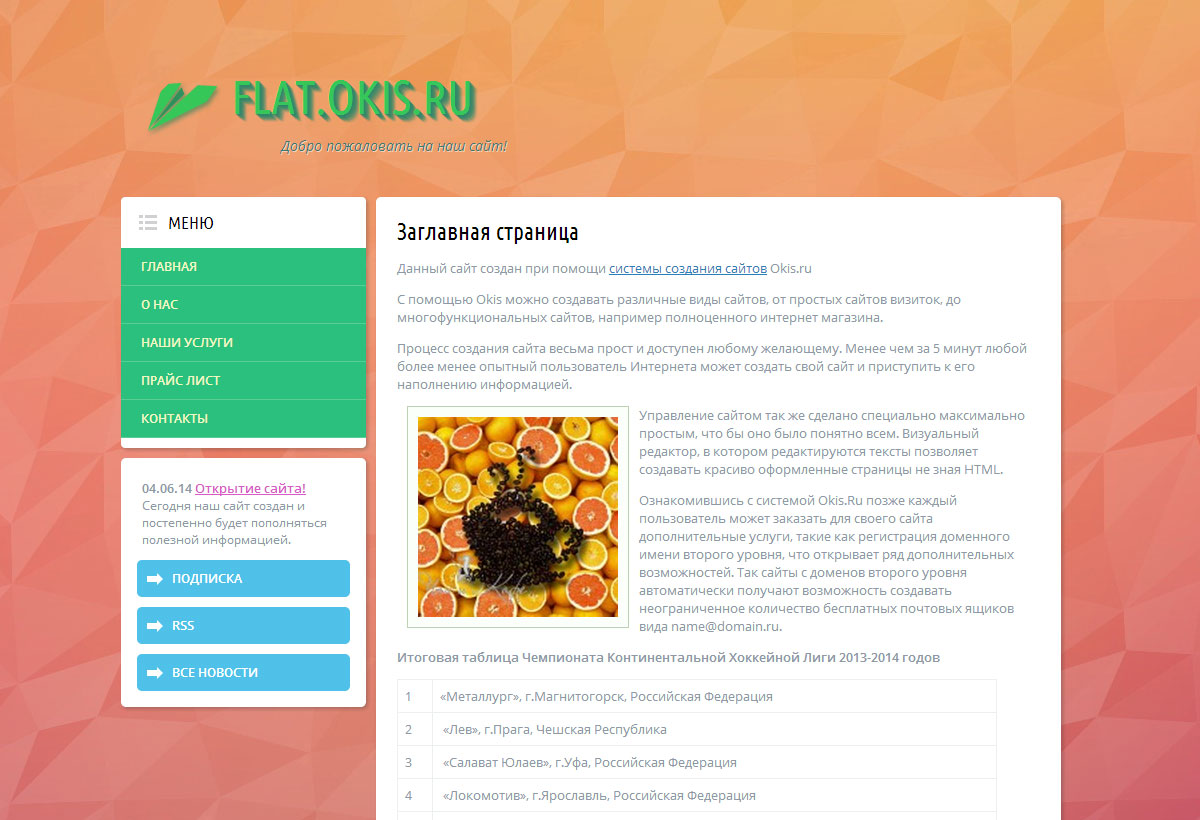 FLAT.OKIS.RU
Добро пожаловать на наш сайт!
МЕНЮ
ГЛАВНАЯ
О НАС
НАШИ УСЛУГИ
ПРАЙС ЛИСТ
КОНТАКТЫ
04.06.14 Открытие сайта!
Сегодня наш сайт создан и
постепенно будет пополняться
полезной информацией.
ПОДПИСКА
RSS
ВСЕ НОВОСТИ
Заглавная страница
Данный сайт создан при помощи системы создания сайтов Okis.ru
С помощью Okis можно создавать различные виды сайтов, от простых сайтов визиток, до
многофункциональных сайтов, например полноценного интернет магазина.
Процесс создания сайта весьма прост и доступен любому желающему. Менее чем за 5 минут любой
более менее опытный пользователь Интернета может создать свой сайт и приступить к его
наполнению информацией.
Управление сайтом так же сделано специально максимально
простым, что бы оно было понятно всем. Визуальный
редактор, в котором редактируются тексты позволяет
создавать красиво оформленные страницы не зная HTML.
Ознакомившись с системой Okis.Ru позже каждый
пользователь может заказать для своего сайта
дополнительные услуги, такие как регистрация доменного
имени второго уровня, что открывает ряд дополнительных
возможностей. Так сайты с доменов второго уровня
автоматически получают возможность создавать
неограниченное количество бесплатных почтовых ящиков
вида name@domain.ru.
Итоговая таблица Чемпионата Континентальной Хоккейной Лиги 2013-2014 годов
1 «Металлург», г.Магнитогорск, Российская Федерация
2 «Лев», г.Прага, Чешская Республика
3 «Салават Юлаев», г.Уфа, Российская Федерация
4 «Локомотив», г.Ярославль, Российская Федерация